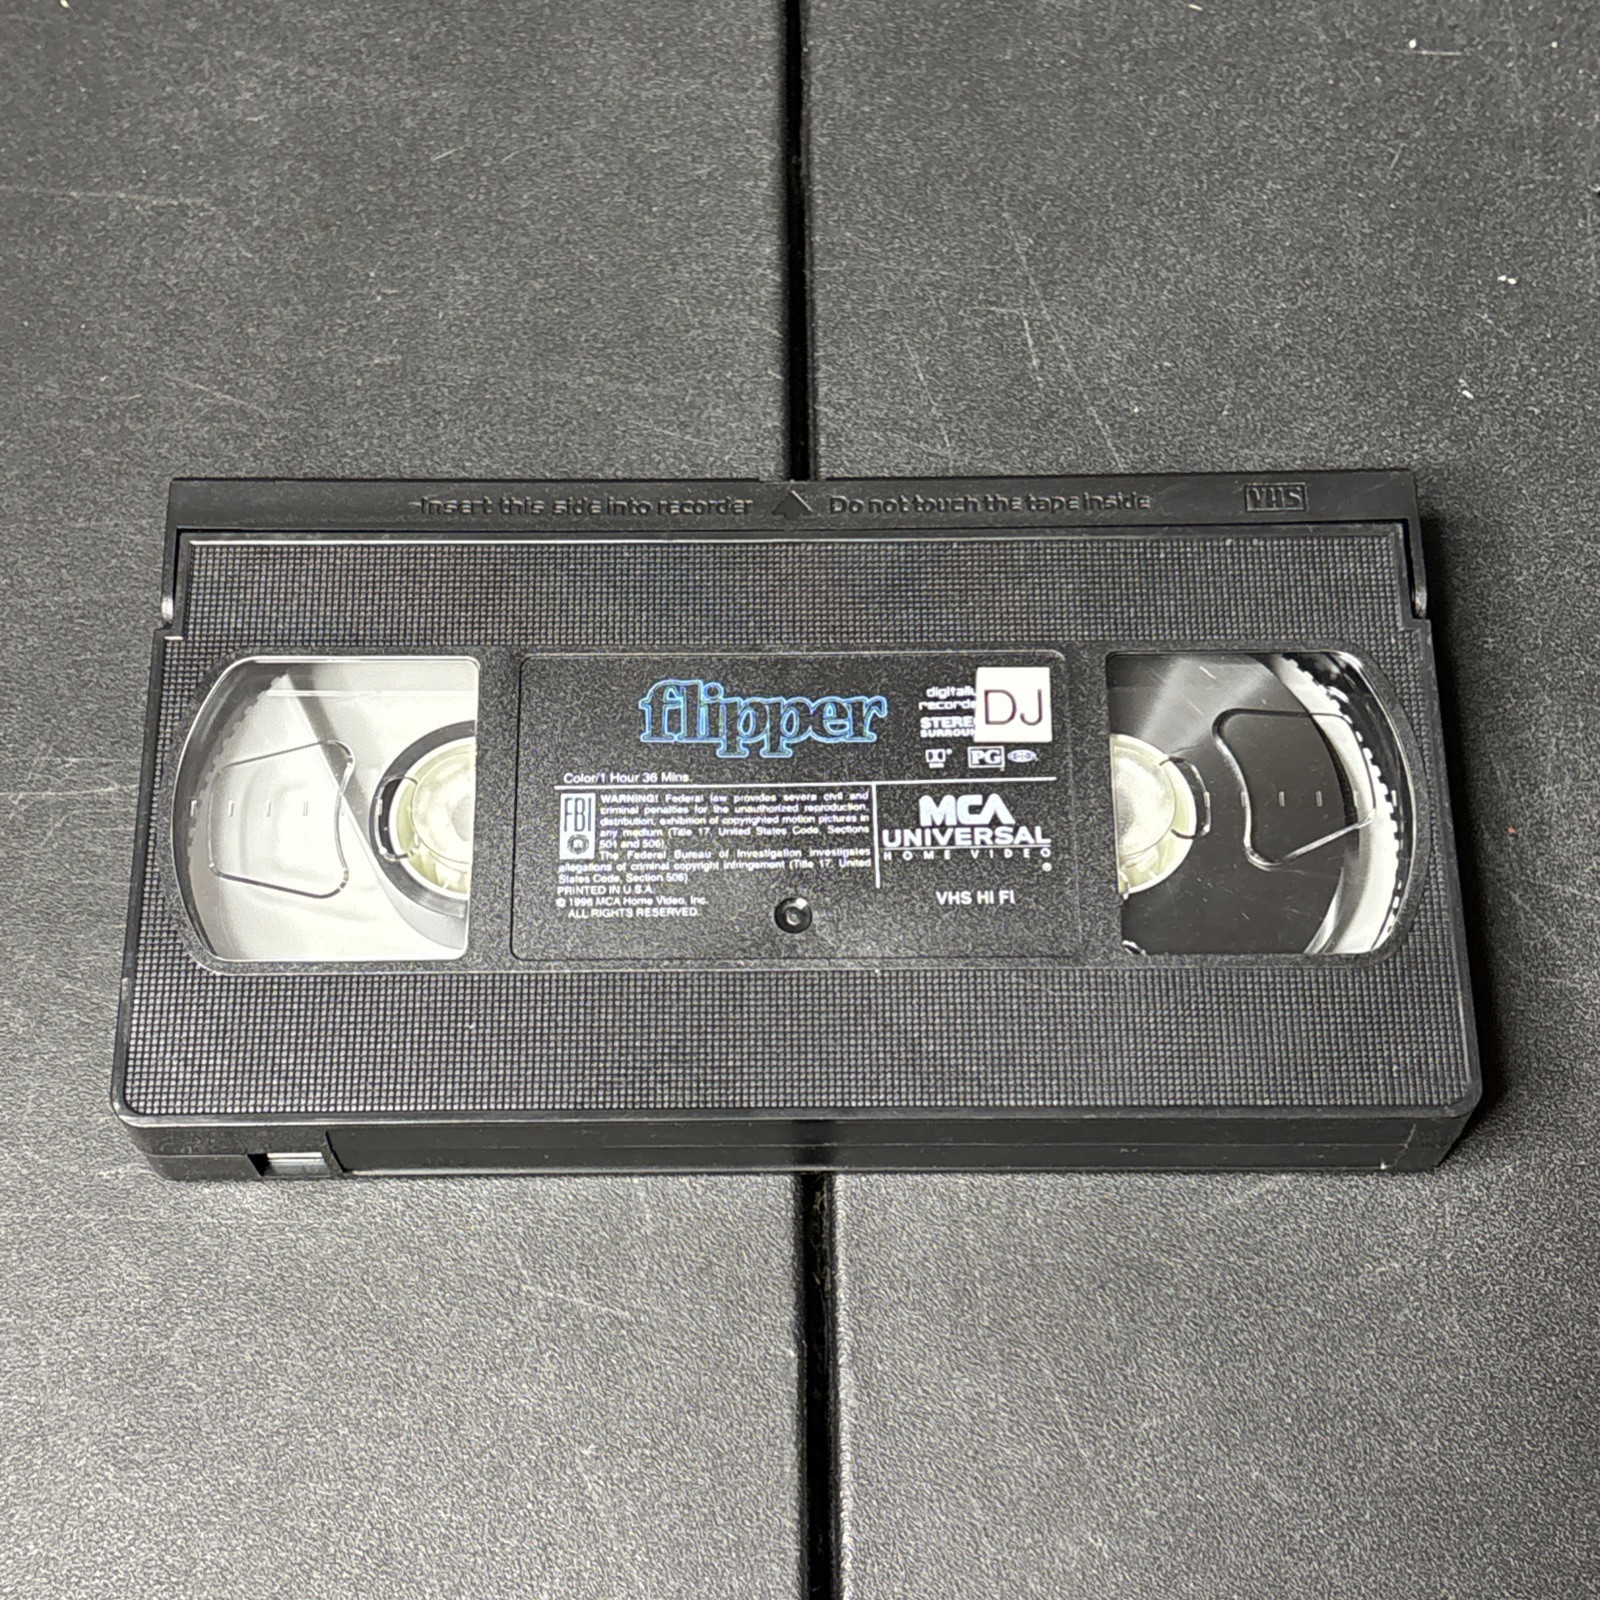 Insert this side into recorder Do not touch the tape inside VHS
flipper
digitally
recorded
STEREO
SURROUND
DJ
PG
Color/1 Hour 36 Mins.
FBI
WARNING! Federal law provides severe civil and
criminal penalties for the unauthorized reproduction,
distribution, exhibition of copyrighted motion pictures in
any medium (Title 17, United States Code, Sections
501 and 506).
The Federal Bureau of Investigation investigates
allegations of criminal copyright infringement (Title 17, United
States Code, Section 506)
PRINTED IN U.S.A.
© 1996 MCA Home Video, Inc.
ALL RIGHTS RESERVED.
MCA
UNIVERSAL
HOME VIDEO
®
VHS HI FI